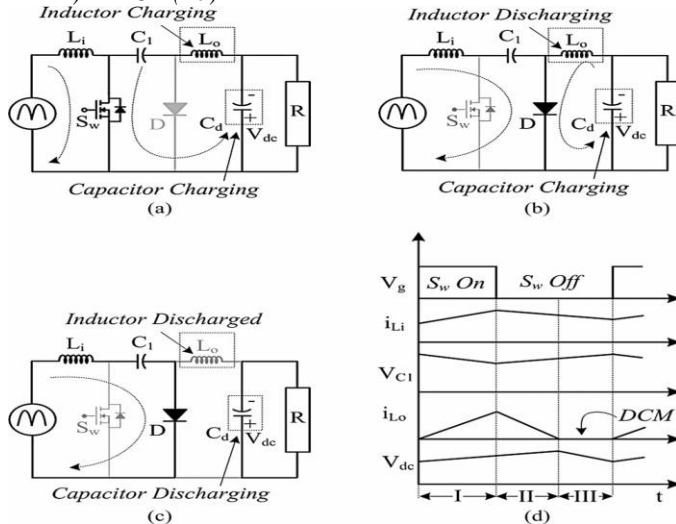 Inductor Charging
Li C1 Lo
Sw D Cd - + Vdc R
Capacitor Charging
(a)
Inductor Discharging
Li C1 Lo
Sw D Cd - + Vdc R
Capacitor Charging
(b)
Inductor Discharged
Li C1 Lo
Sw D Cd - + Vdc R
Capacitor Discharging
(c)
Vg Sw On Sw Off
iLi
VC1
iLo DCM
Vdc
I II III t
(d)